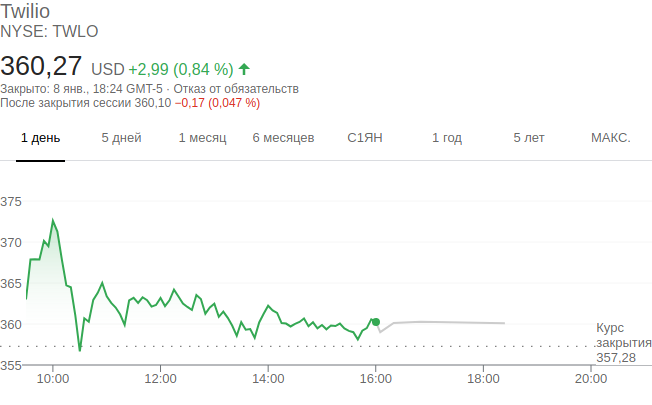 Twilio
NYSE: TWLO
360,27 USD +2,99 (0,84 %)
Закрыто: 8 янв., 18:24 GMT-5 · Отказ от обязательств
После закрытия сессии 360,10 −0,17 (0,047 %)
1 день 5 дней 1 месяц 6 месяцев С1ЯН 1 год 5 лет МАКС.
375
370
365
360
355
Курс
закрытия
357,28
10:00 12:00 14:00 16:00 18:00 20:00